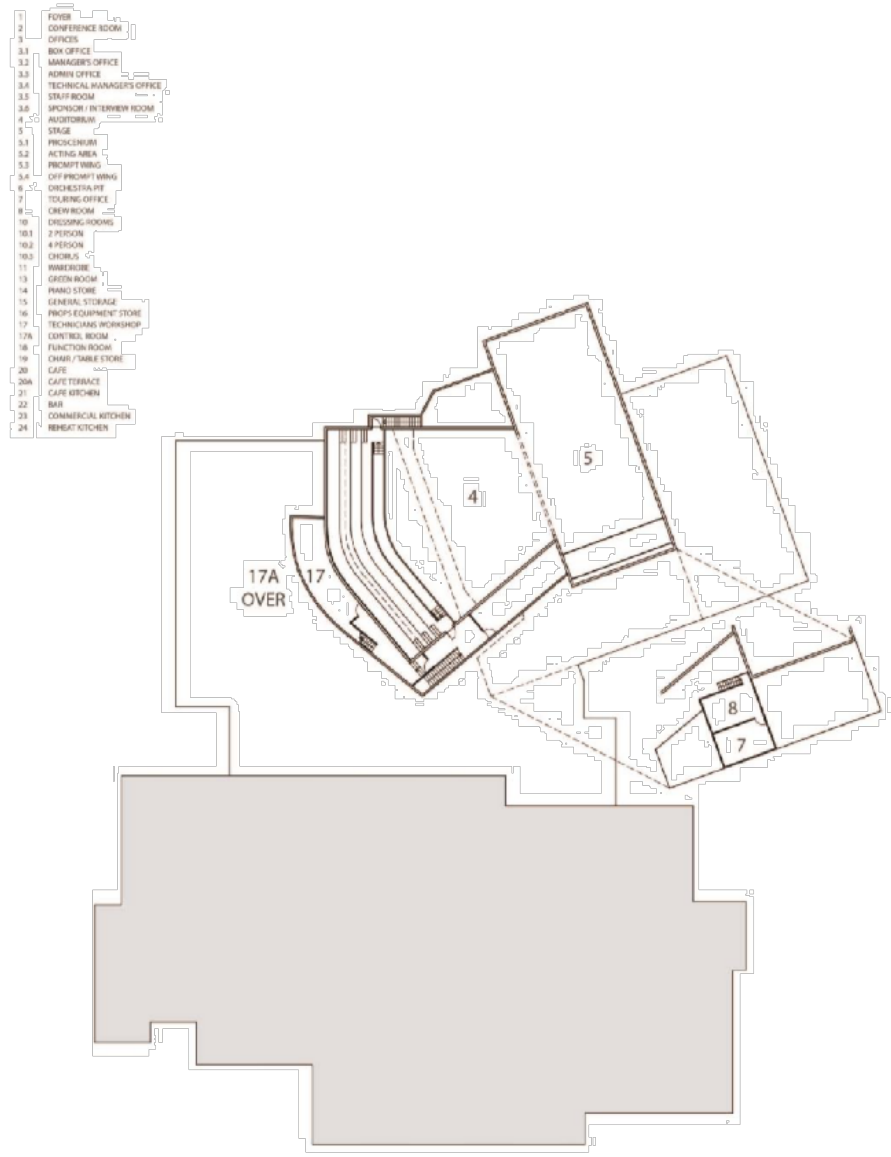 1 FOYER
2 CONFERENCE ROOM
3 OFFICES
3.1 BOX OFFICE
3.2 MANAGER'S OFFICE
3.3 ADMIN OFFICE
3.4 TECHNICAL MANAGER'S OFFICE
3.5 STAFF ROOM
3.6 SPONSOR / INTERVIEW ROOM
4 AUDITORIUM
5 STAGE
5.1 PROSCENIUM
5.2 ACTING AREA
5.3 PROMPT WING
5.4 OFF PROMPT WING
6 ORCHESTRA PIT
7 TOURING OFFICE
8 CREW ROOM
10 DRESSING ROOMS
10.1 2 PERSON
10.2 4 PERSON
10.3 CHORUS
11 WARDROBE
13 GREEN ROOM
14 PIANO STORE
15 GENERAL STORAGE
16 PROPS EQUIPMENT STORE
17 TECHNICIANS WORKSHOP
17A CONTROL ROOM
18 FUNCTION ROOM
19 CHAIR / TABLE STORE
20 CAFE
20A CAFE TERRACE
21 CAFE KITCHEN
22 BAR
23 COMMERCIAL KITCHEN
24 REHEAT KITCHEN
5
4
17A
OVER
17
8
7